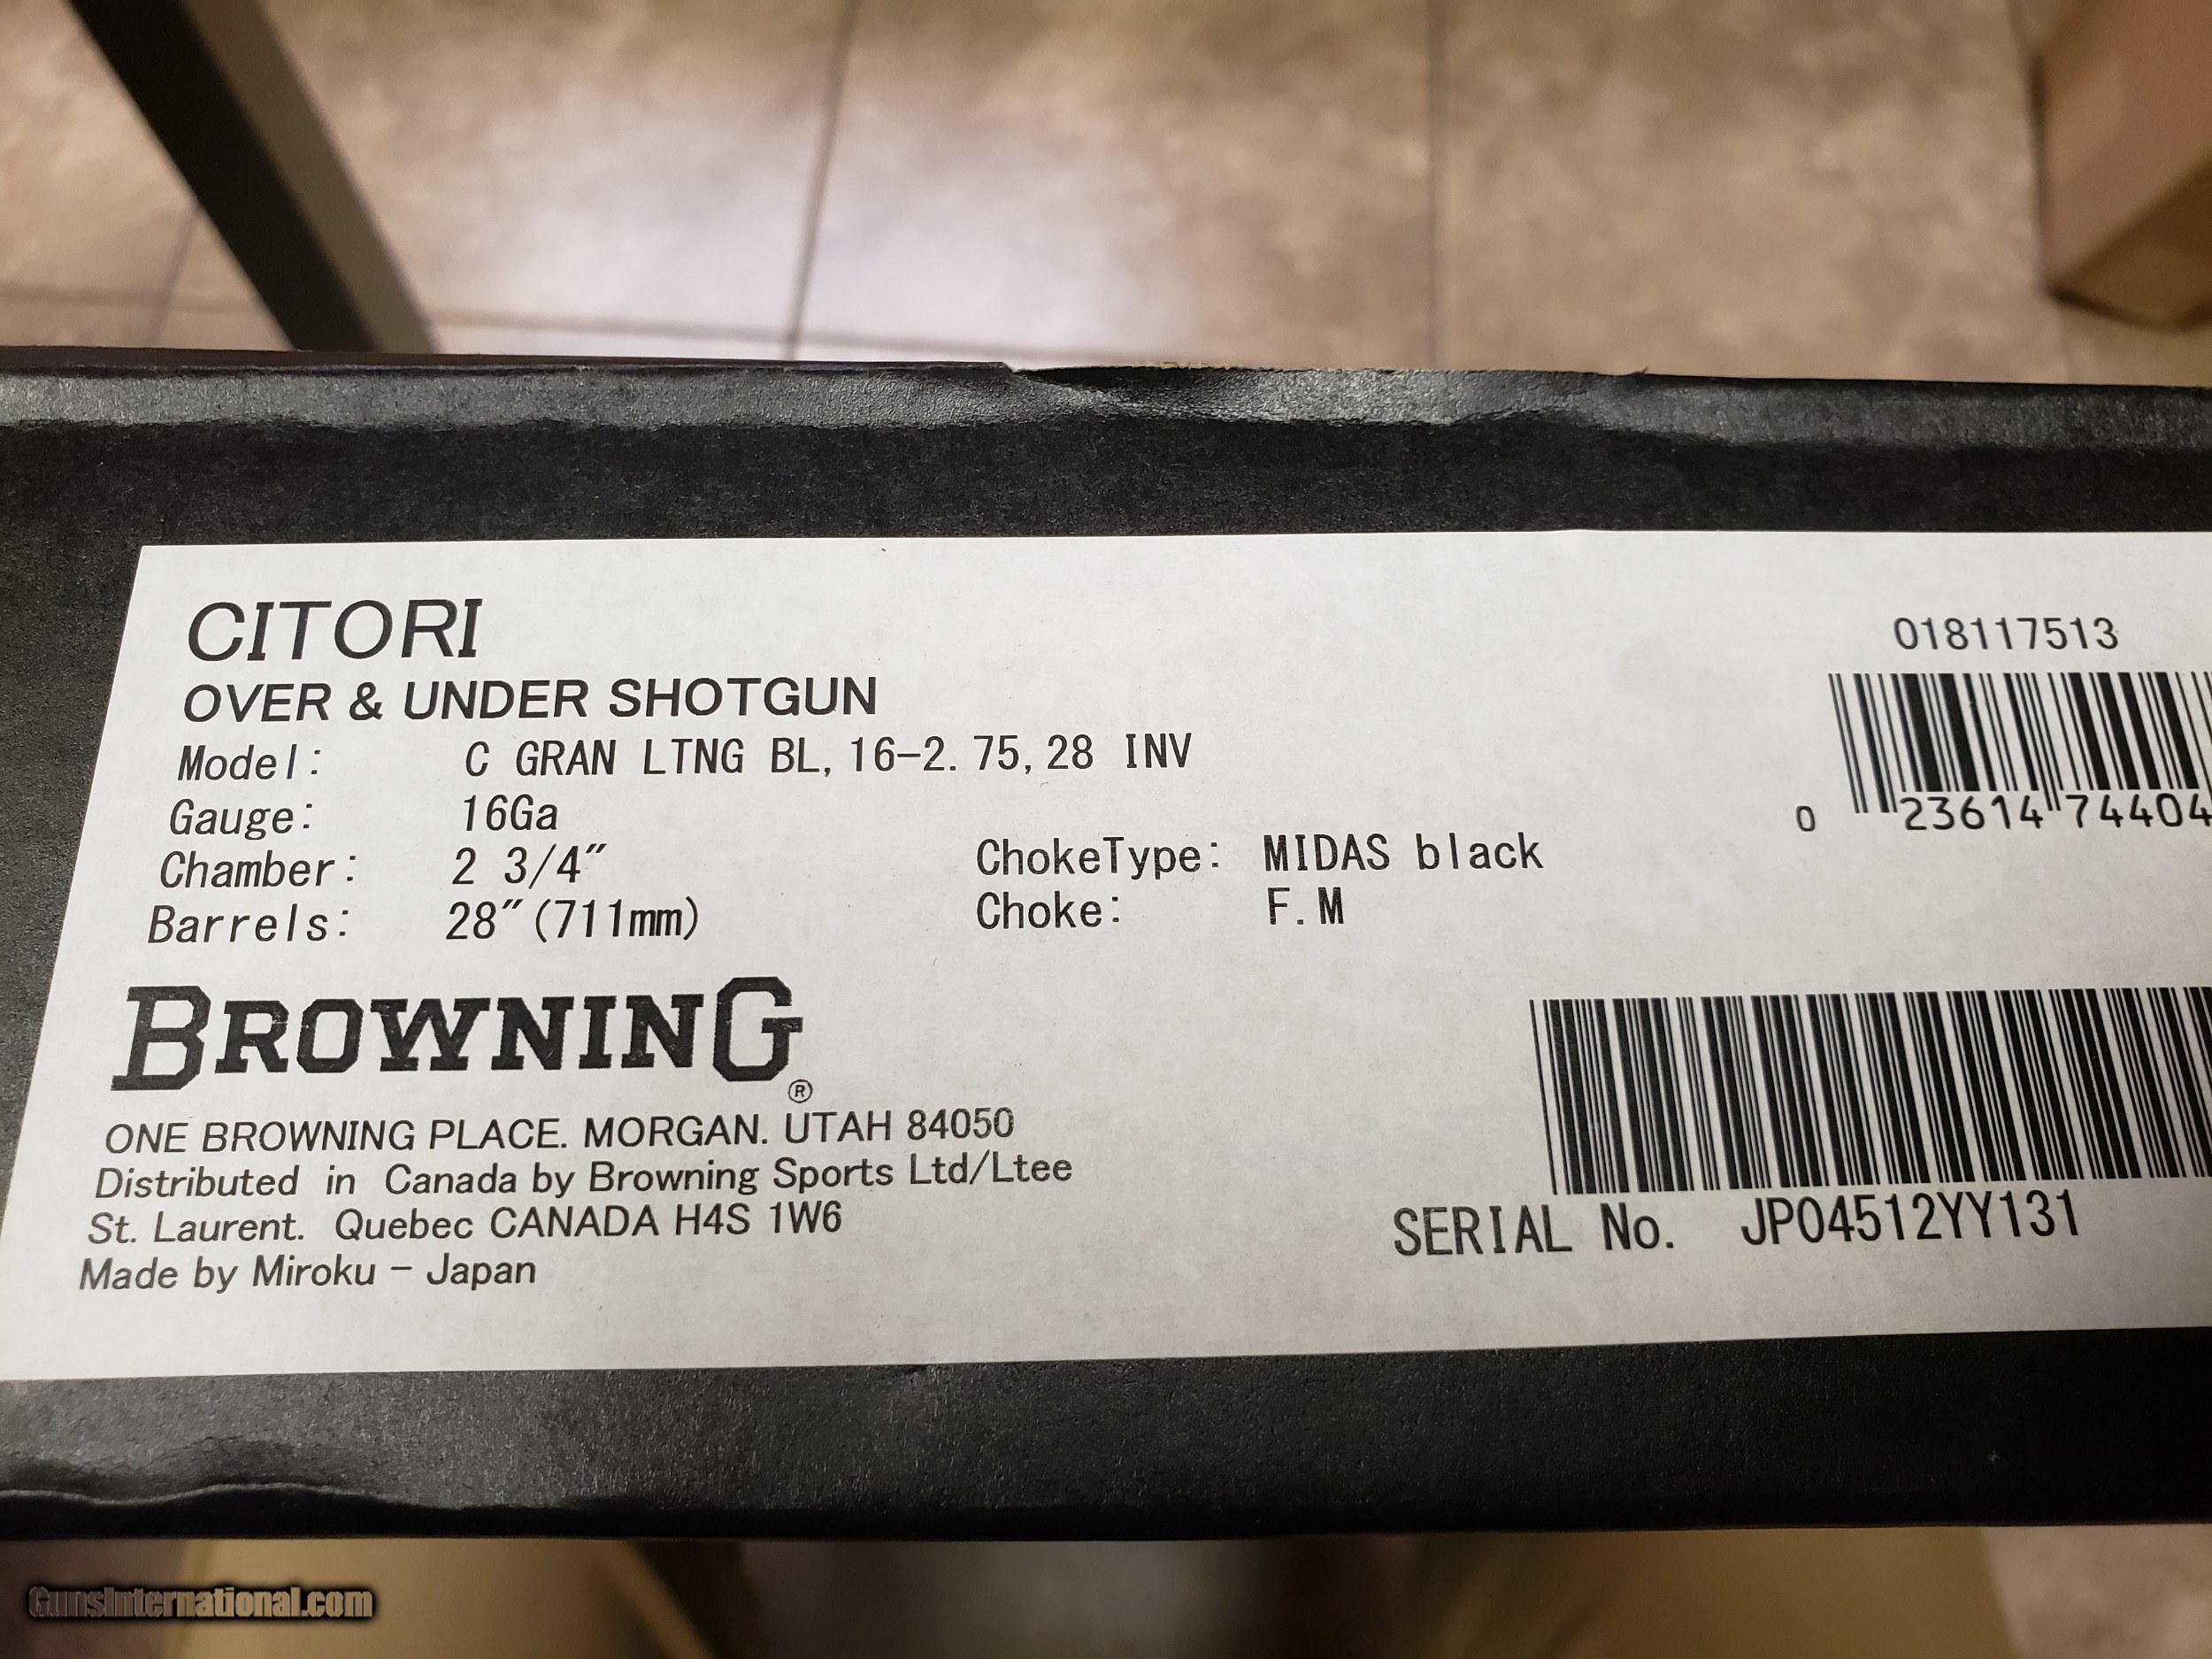 CITORI
OVER & UNDER SHOTGUN
Model: C GRAN LTNG BL, 16-2.75, 28 INV
Gauge: 16Ga
Chamber: 2 3/4"
Barrels: 28"(711mm)
ChokeType: MIDAS black
Choke: F.M
018117513
0 23614 74404
BROWNING®
ONE BROWNING PLACE. MORGAN. UTAH 84050
Distributed in Canada by Browning Sports Ltd/Ltee
St. Laurent. Quebec CANADA H4S 1W6
Made by Miroku - Japan
SERIAL No. JP04512YY131
GunsInternational.com